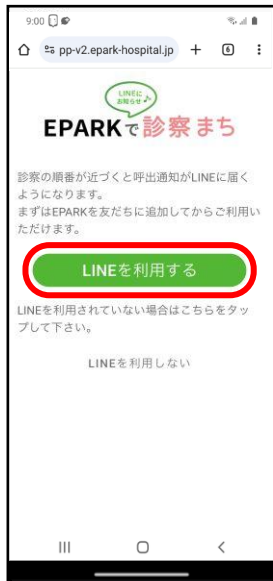 9:00
pp-v2.epark-hospital.jp
6
LINEに
お知らせ♪
EPARKで診察まち
診察の順番が近づくと呼出通知がLINEに届く
ようになります。
まずはEPARKを友だちに追加してからご利用い
ただけます。
LINEを利用する
LINEを利用されていない場合はこちらをタッ
プして下さい。
LINEを利用しない